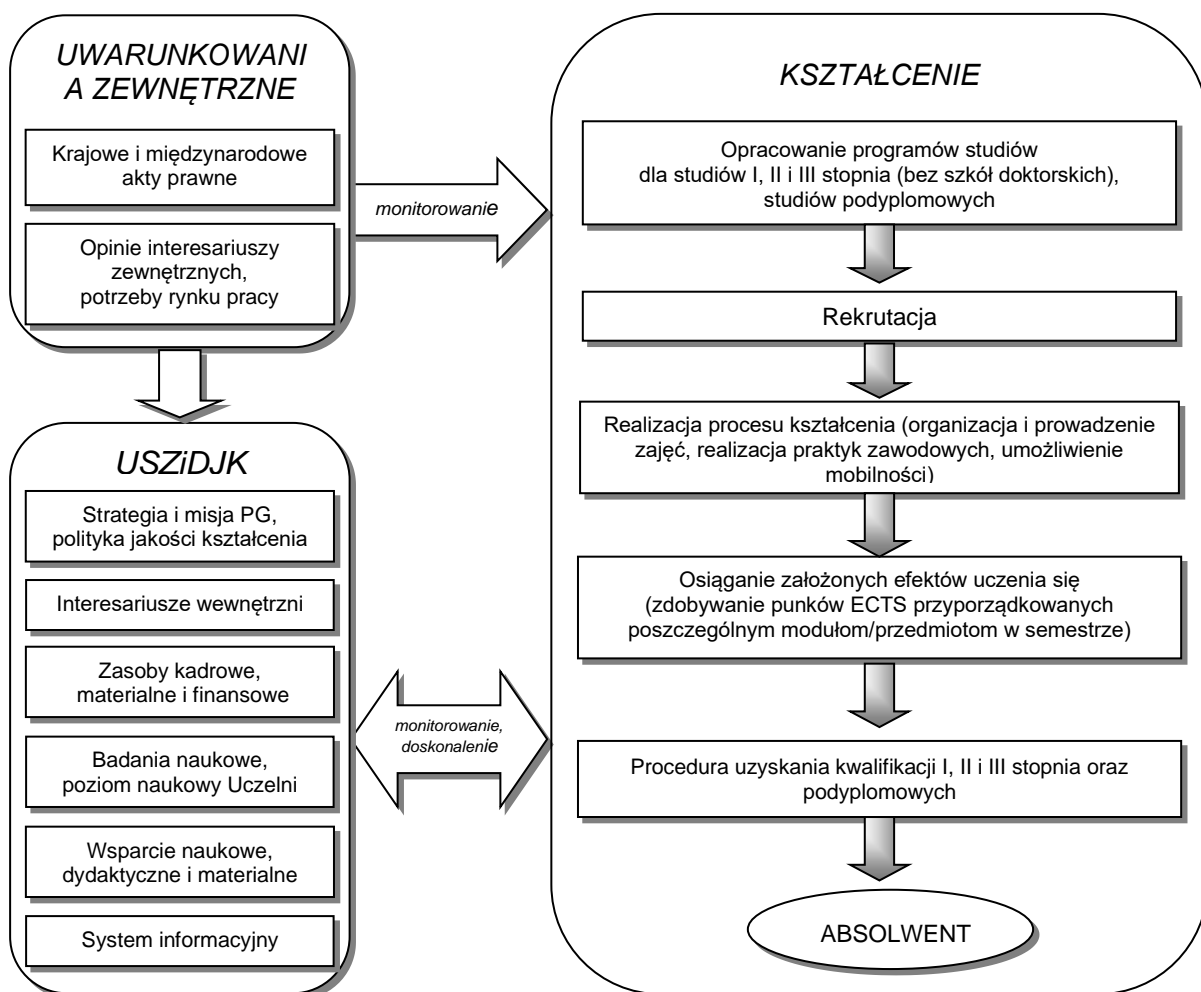 UWARUNKOWANI
A ZEWNĘTRZNE
Krajowe i międzynarodowe
akty prawne
Opinie interesariuszy
zewnętrznych,
potrzeby rynku pracy
monitorowanie
USZiDJK
Strategia i misja PG,
polityka jakości kształcenia
Interesariusze wewnętrzni
Zasoby kadrowe,
materialne i finansowe
Badania naukowe,
poziom naukowy Uczelni
Wsparcie naukowe,
dydaktyczne i materialne
System informacyjny
monitorowanie,
doskonalenie
KSZTAŁCENIE
Opracowanie programów studiów
dla studiów I, II i III stopnia (bez szkół doktorskich),
studiów podyplomowych
Rekrutacja
Realizacja procesu kształcenia (organizacja i prowadzenie
zajęć, realizacja praktyk zawodowych, umożliwienie
mobilności)
Osiąganie założonych efektów uczenia się
(zdobywanie punków ECTS przyporządkowanych
poszczególnym modułom/przedmiotom w semestrze)
Procedura uzyskania kwalifikacji I, II i III stopnia oraz
podyplomowych
ABSOLWENT